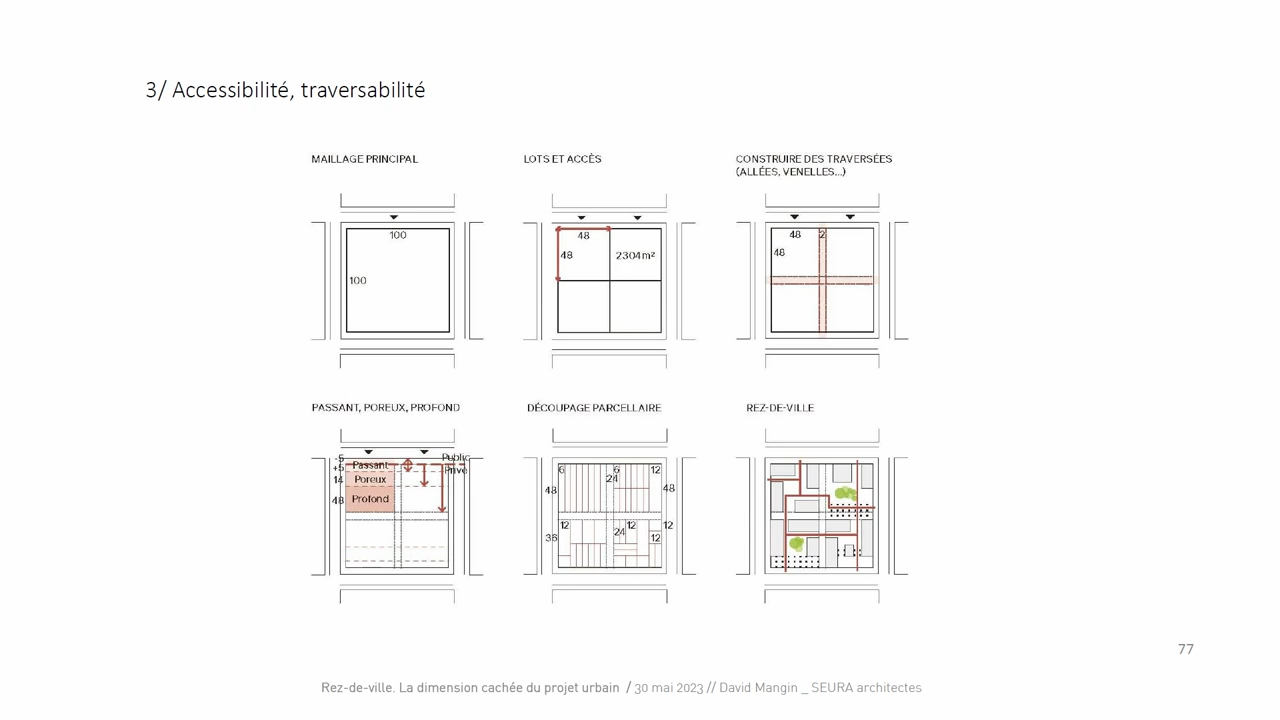 3/ Accessibilité, traversabilité
MAILLAGE PRINCIPAL
LOTS ET ACCÈS
CONSTRUIRE DES TRAVERSÉES
(ALLÉES, VENELLES...)
100
100
48
48
2304m²
48 2
48
PASSANT, POREUX, PROFOND
DÉCOUPAGE PARCELLAIRE
REZ-DE-VILLE
-5
+5
14
48
Passant
Poreux
Profond
Public
Privé
6 6 12
24
48 48
12 12 12
24
36 12
77
Rez-de-ville. La dimension cachée du projet urbain / 30 mai 2023 // David Mangin _ SEURA architectes